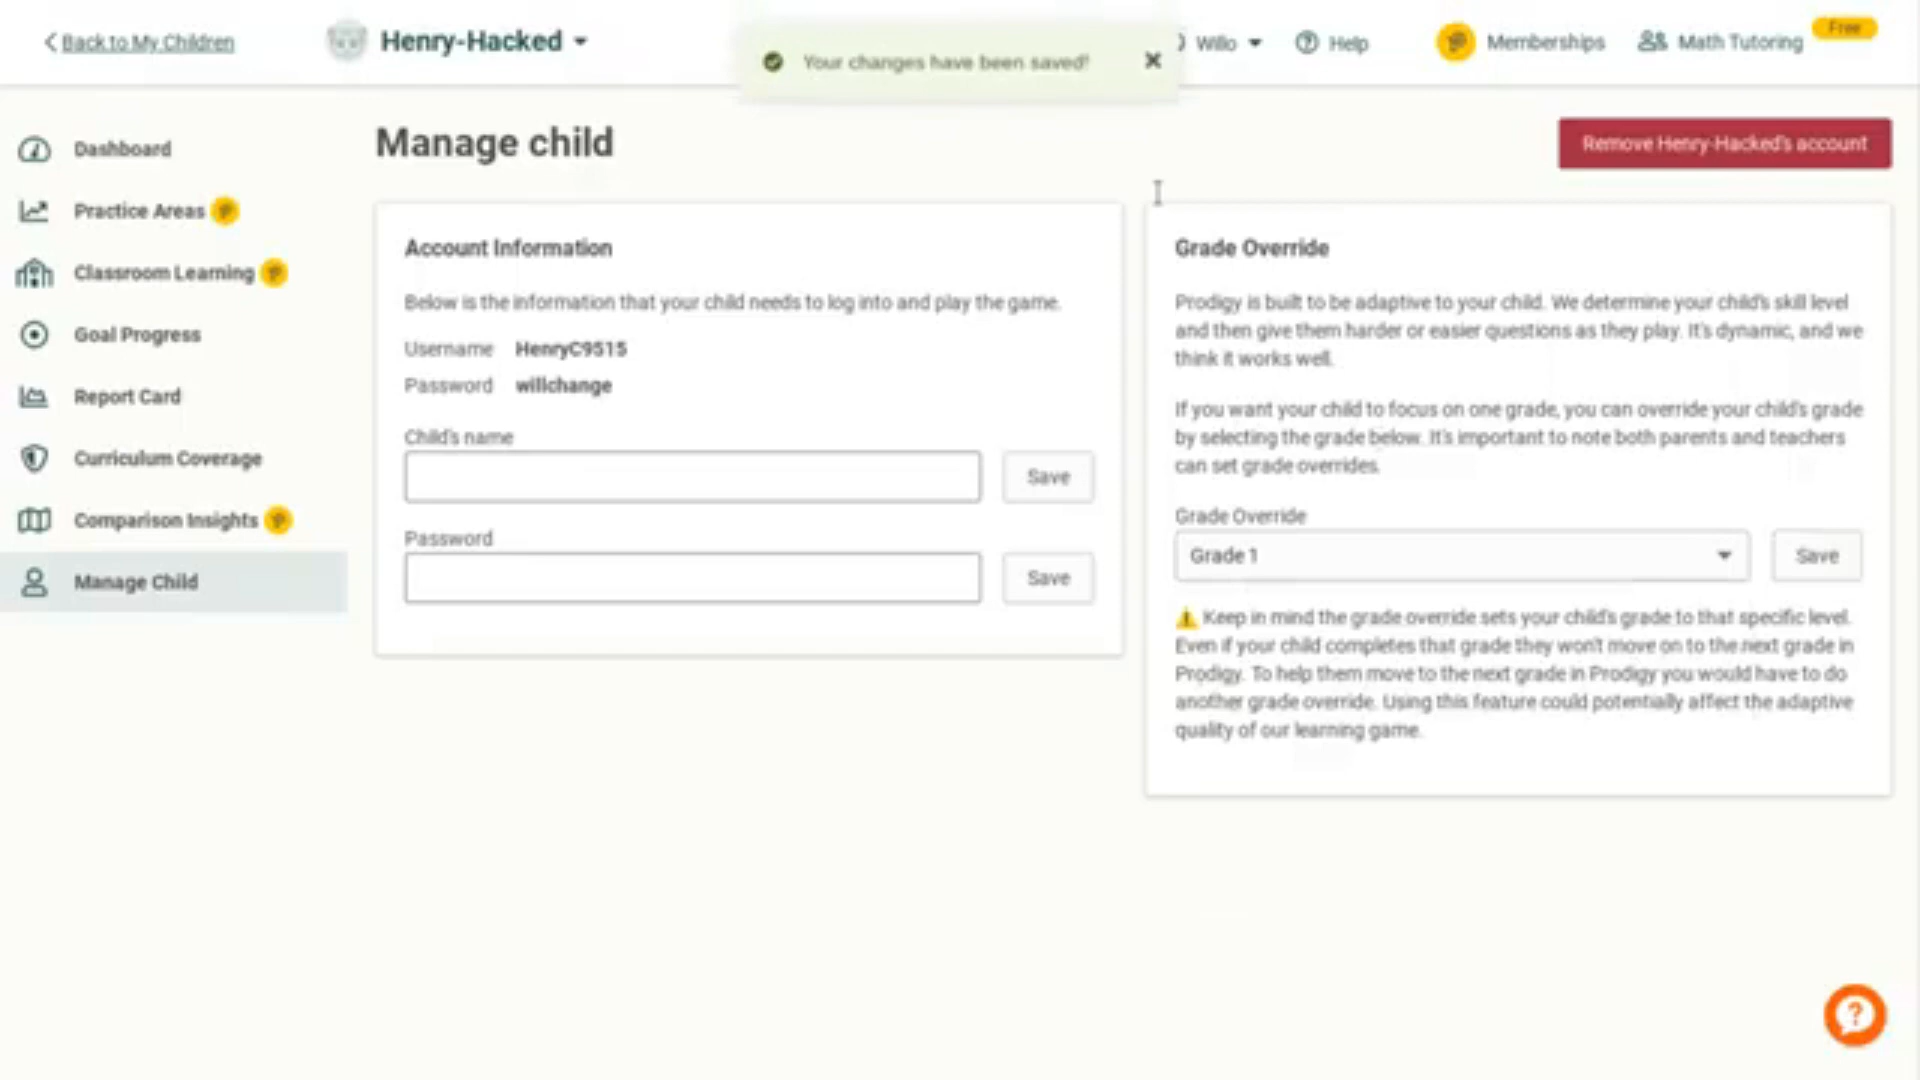 Back to My Children
Henry-Hacked
Your changes have been saved!
Willo
Help
Memberships
Math Tutoring
Free
Dashboard
Practice Areas
Classroom Learning
Goal Progress
Report Card
Curriculum Coverage
Comparison Insights
Manage Child
Manage child
Remove Henry-Hacked's account
Account Information
Below is the information that your child needs to log into and play the game.
Username HenryC9515
Password willchange
Child's name
Save
Password
Save
Grade Override
Prodigy is built to be adaptive to your child. We determine your child's skill level
and then give them harder or easier questions as they play. It's dynamic, and we
think it works well.
If you want your child to focus on one grade, you can override your child's grade
by selecting the grade below. It's important to note both parents and teachers
can set grade overrides.
Grade Override
Grade 1
Save
⚠️ Keep in mind the grade override sets your child's grade to that specific level.
Even if your child completes that grade they won't move on to the next grade in
Prodigy. To help them move to the next grade in Prodigy you would have to do
another grade override. Using this feature could potentially affect the adaptive
quality of our learning game.